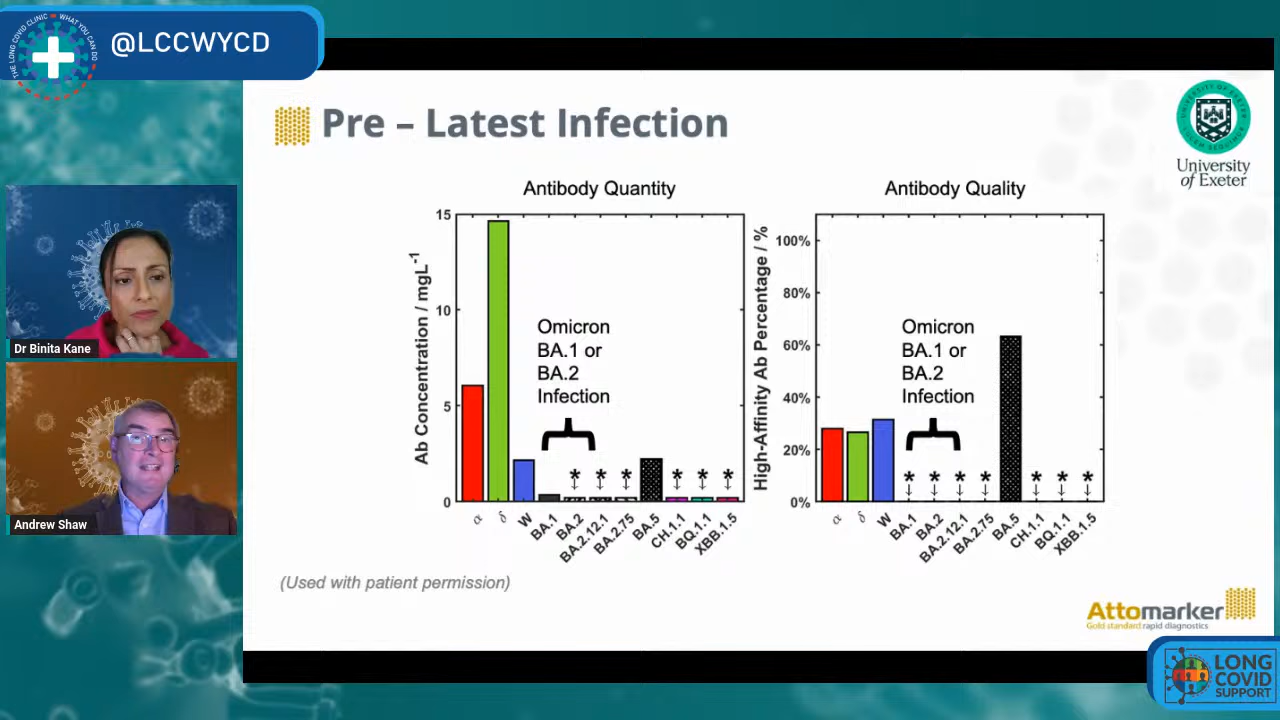 THE LONG COVID CLINIC - WHAT YOU CAN DO
@LCCWYCD
Pre – Latest Infection
UNIVERSITY OF EXETER
University
of Exeter
Antibody Quantity
Ab Concentration / mgL-1
15
10
5
0
Omicron
BA.1 or
BA.2
Infection
* * * * * *
α δ W BA.1 BA.2 BA.2.12.1 BA.2.75 BA.5 CH.1.1 BQ.1.1 XBB.1.5
Antibody Quality
High-Affinity Ab Percentage / %
100%
80%
60%
40%
20%
0%
Omicron
BA.1 or
BA.2
Infection
* * * * * * *
α δ W BA.1 BA.2 BA.2.12.1 BA.2.75 BA.5 CH.1.1 BQ.1.1 XBB.1.5
Dr Binita Kane
Andrew Shaw
(Used with patient permission)
Attomarker
Gold standard rapid diagnostics
LONG
COVID
SUPPORT